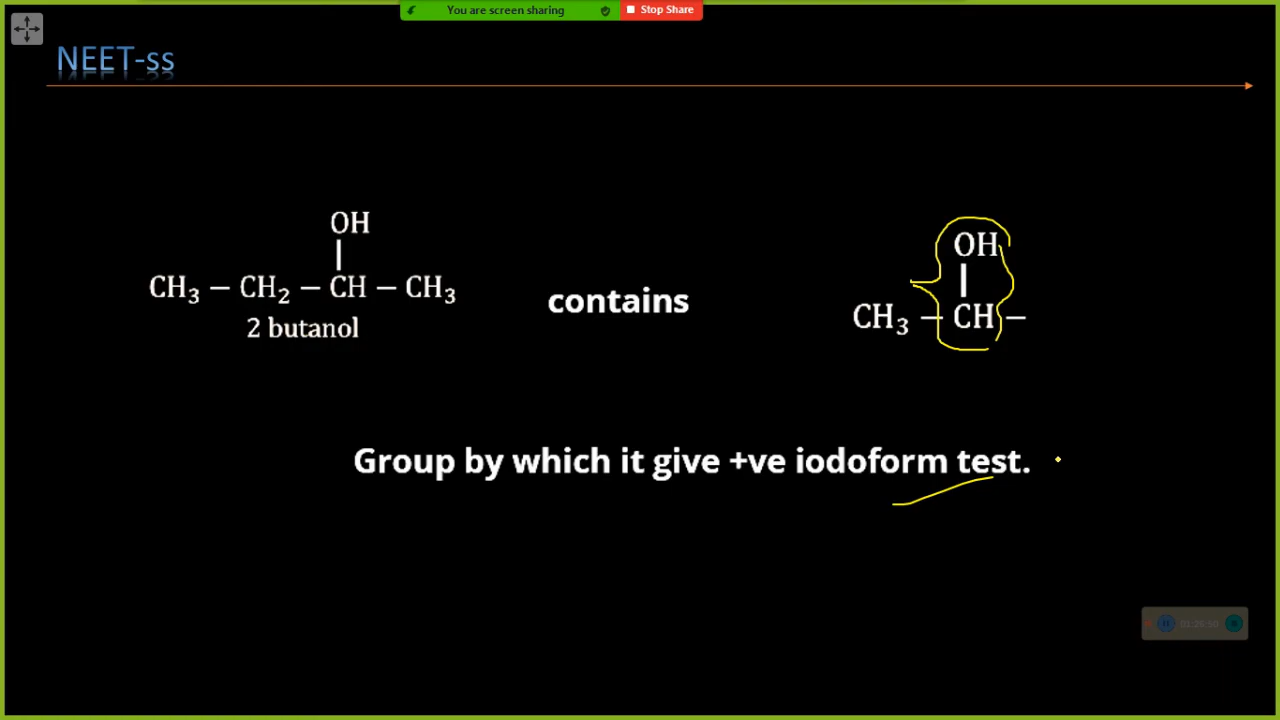 You are screen sharing Stop Share
NEET-ss
OH
|
CH₃ − CH₂ − CH − CH₃
2 butanol
contains
OH
|
CH₃ − CH −
Group by which it give +ve iodoform test.